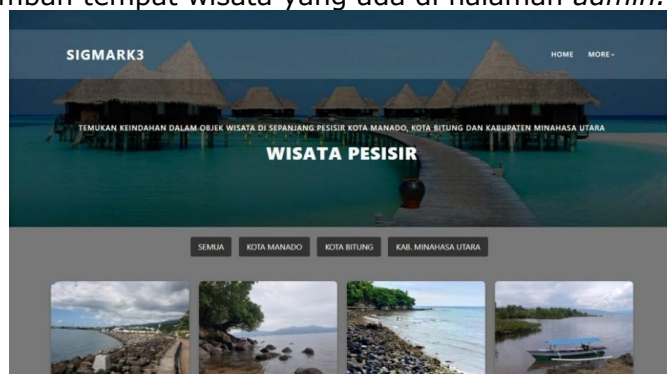 tempat wisata yang ada di halaman admin.
SIGMARK3
HOME MORE
TEMUKAN KEINDAHAN DALAM OBJEK WISATA DI SEPANJANG PESISIR KOTA MANADO, KOTA BITUNG DAN KABUPATEN MINAHASA UTARA
WISATA PESISIR
SEMUA KOTA MANADO KOTA BITUNG KAB. MINAHASA UTARA